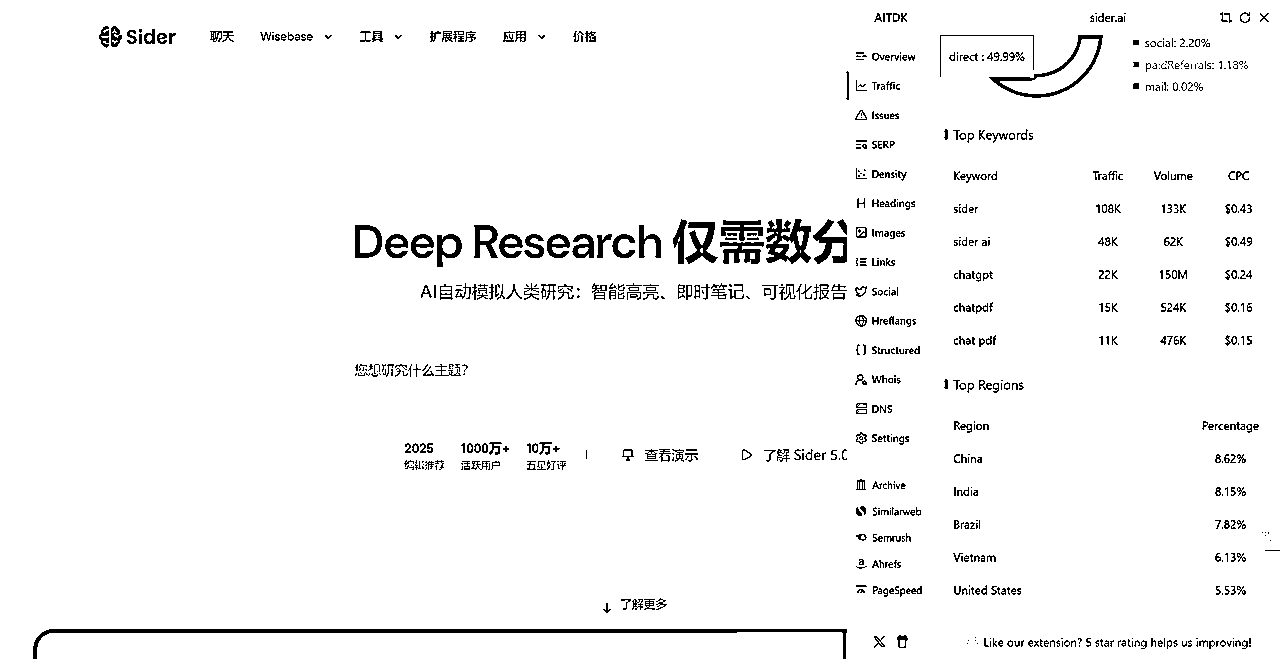 Sider
聊天
Wisebase
工具
扩展程序
应用
价格
Deep Research 仅需数分
AI自动模拟人类研究：智能高亮、即时笔记、可视化报告
您想研究什么主题?
2025
编辑推荐
1000万+
活跃用户
10万+
五星好评
查看演示
了解 Sider 5.0
了解更多
AITDK
sider.ai
Overview
Traffic
Issues
SERP
Density
Headings
Images
Links
Social
Hreflangs
Structured
Whois
DNS
Settings
Archive
Similarweb
Semrush
Ahrefs
PageSpeed
direct : 49.99%
social: 2.20%
paidReferrals: 1.18%
mail: 0.02%
Top Keywords
Keyword Traffic Volume CPC
sider 108K 133K $0.43
sider ai 48K 62K $0.49
chatgpt 22K 150M $0.24
chatpdf 15K 524K $0.16
chat pdf 11K 476K $0.15
Top Regions
Region Percentage
China 8.62%
India 8.15%
Brazil 7.82%
Vietnam 6.13%
United States 5.53%
Like our extension? 5 star rating helps us improving!